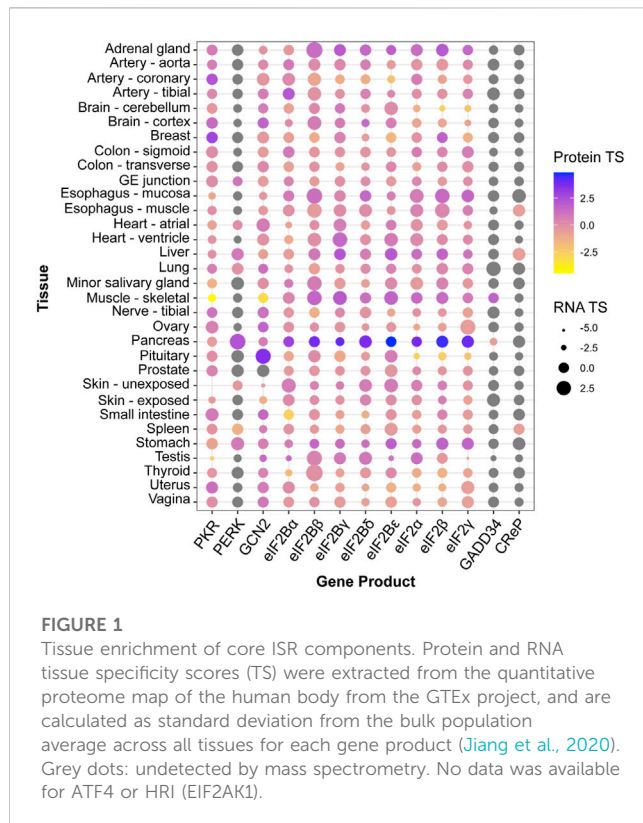 Adrenal gland
Artery - aorta
Artery - coronary
Artery - tibial
Brain - cerebellum
Brain - cortex
Breast
Colon - sigmoid
Colon - transverse
GE junction
Esophagus - mucosa
Esophagus - muscle
Heart - atrial
Heart - ventricle
Liver
Lung
Minor salivary gland
Muscle - skeletal
Nerve - tibial
Ovary
Pancreas
Pituitary
Prostate
Skin - unexposed
Skin - exposed
Small intestine
Spleen
Stomach
Testis
Thyroid
Uterus
Vagina
Tissue
PKR
PERK
GCN2
eIF2Bα
eIF2Bβ
eIF2Bγ
eIF2Bδ
eIF2Bε
eIF2α
eIF2β
eIF2γ
GADD34
CReP
Gene Product
Protein TS
2.5
0.0
-2.5
RNA TS
-5.0
-2.5
0.0
2.5
FIGURE 1
Tissue enrichment of core ISR components. Protein and RNA
tissue specificity scores (TS) were extracted from the quantitative
proteome map of the human body from the GTEx project, and are
calculated as standard deviation from the bulk population
average across all tissues for each gene product (Jiang et al., 2020).
Grey dots: undetected by mass spectrometry. No data was available
for ATF4 or HRI (EIF2AK1).